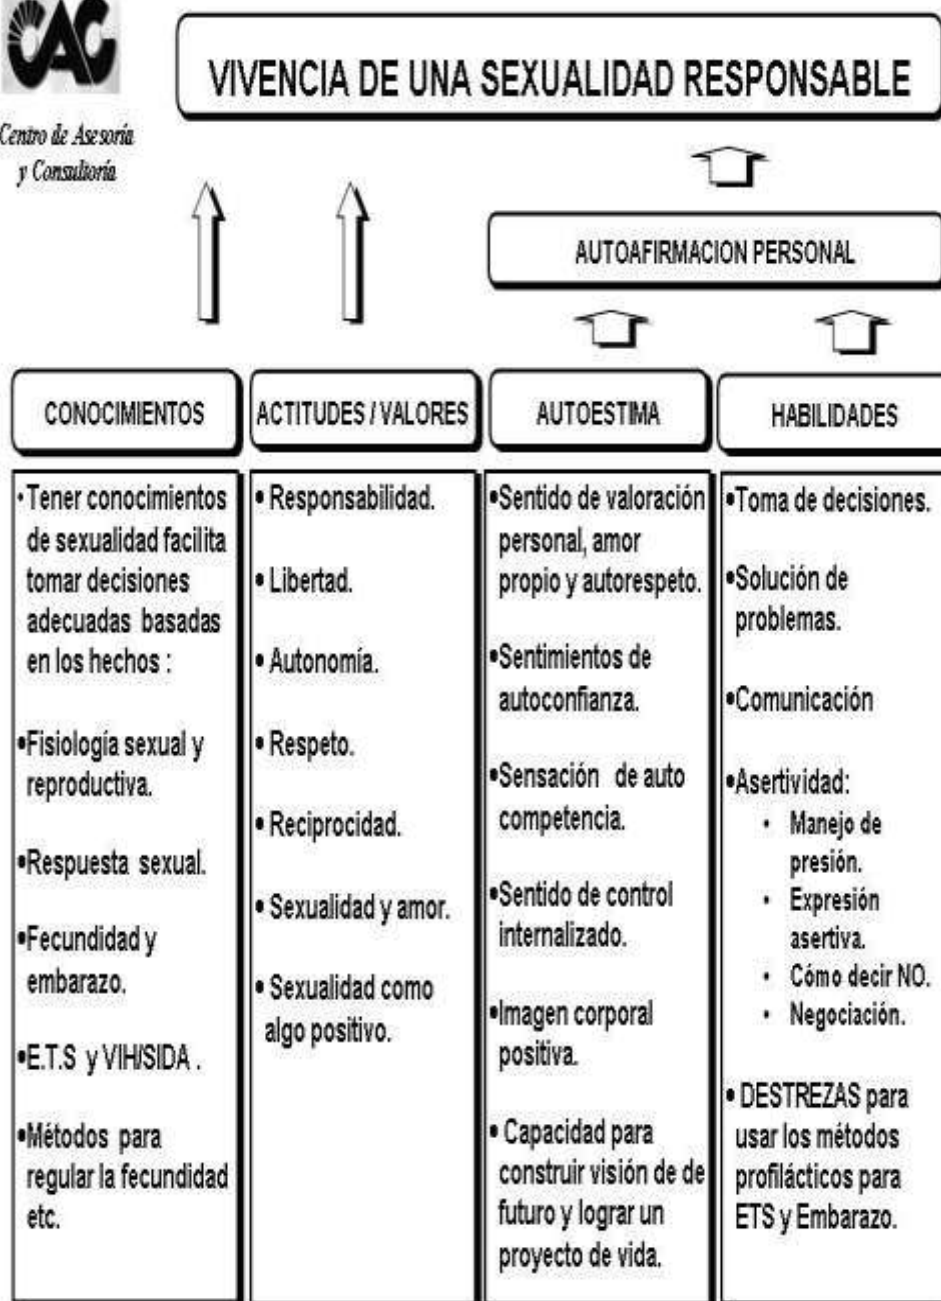 CAC
Centro de Asesoría
y Consultoría
VIVENCIA DE UNA SEXUALIDAD RESPONSABLE
AUTOAFIRMACION PERSONAL
CONOCIMIENTOS
•Tener conocimientos
de sexualidad facilita
tomar decisiones
adecuadas basadas
en los hechos :
•Fisiología sexual y
reproductiva.
•Respuesta sexual.
•Fecundidad y
embarazo.
•E.T.S y VIH/SIDA .
•Métodos para
regular la fecundidad
etc.
ACTITUDES / VALORES
• Responsabilidad.
• Libertad.
• Autonomía.
• Respeto.
• Reciprocidad.
• Sexualidad y amor.
• Sexualidad como
algo positivo.
AUTOESTIMA
•Sentido de valoración
personal, amor
propio y autorespeto.
•Sentimientos de
autoconfianza.
•Sensación de auto
competencia.
•Sentido de control
internalizado.
•Imagen corporal
positiva.
• Capacidad para
construir visión de de
futuro y lograr un
proyecto de vida.
HABILIDADES
•Toma de decisiones.
•Solución de
problemas.
•Comunicación
•Asertividad:
• Manejo de
presión.
• Expresión
asertiva.
• Cómo decir NO.
• Negociación.
• DESTREZAS para
usar los métodos
profilácticos para
ETS y Embarazo.